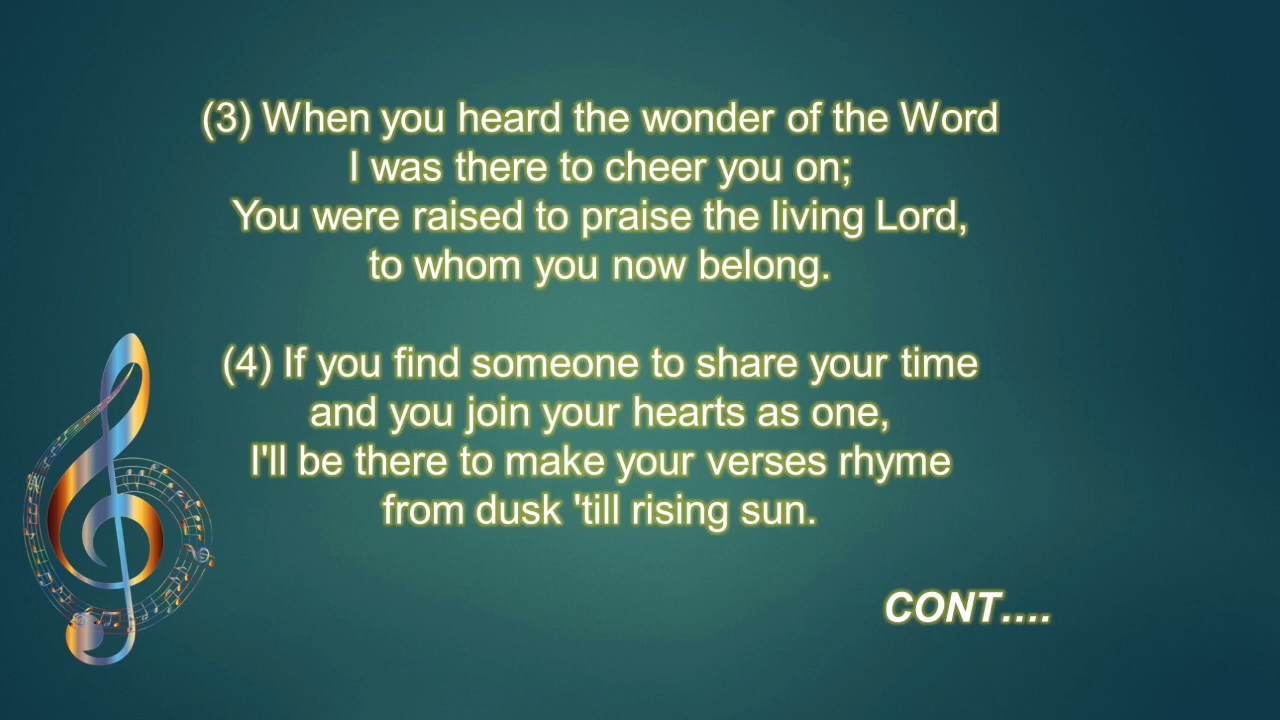 (3) When you heard the wonder of the Word
I was there to cheer you on;
You were raised to praise the living Lord,
to whom you now belong.
(4) If you find someone to share your time
and you join your hearts as one,
I'll be there to make your verses rhyme
from dusk 'till rising sun.
CONT....